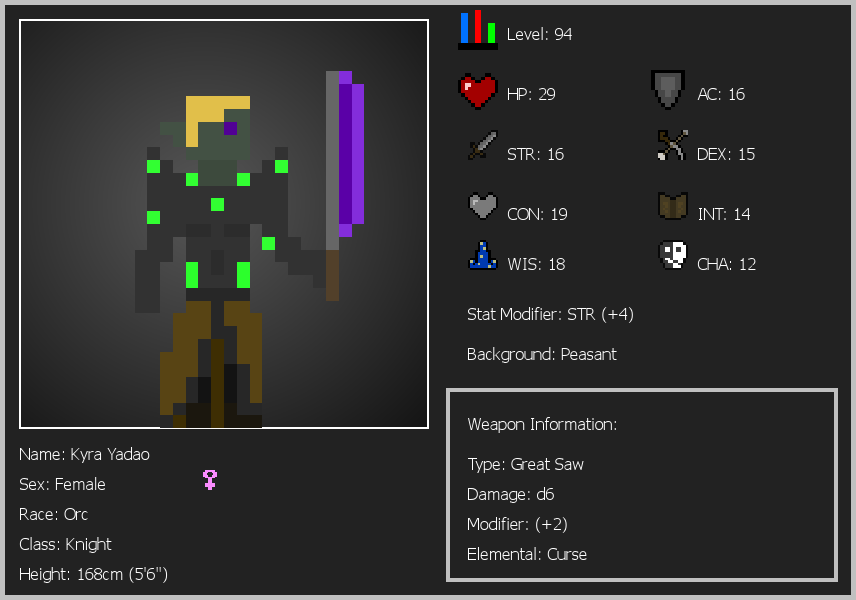 Level: 94
HP: 29
AC: 16
STR: 16
DEX: 15
CON: 19
INT: 14
WIS: 18
CHA: 12
Stat Modifier: STR (+4)
Background: Peasant
Weapon Information:
Type: Great Saw
Damage: d6
Modifier: (+2)
Elemental: Curse
Name: Kyra Yadao
Sex: Female
Race: Orc
Class: Knight
Height: 168cm (5'6")